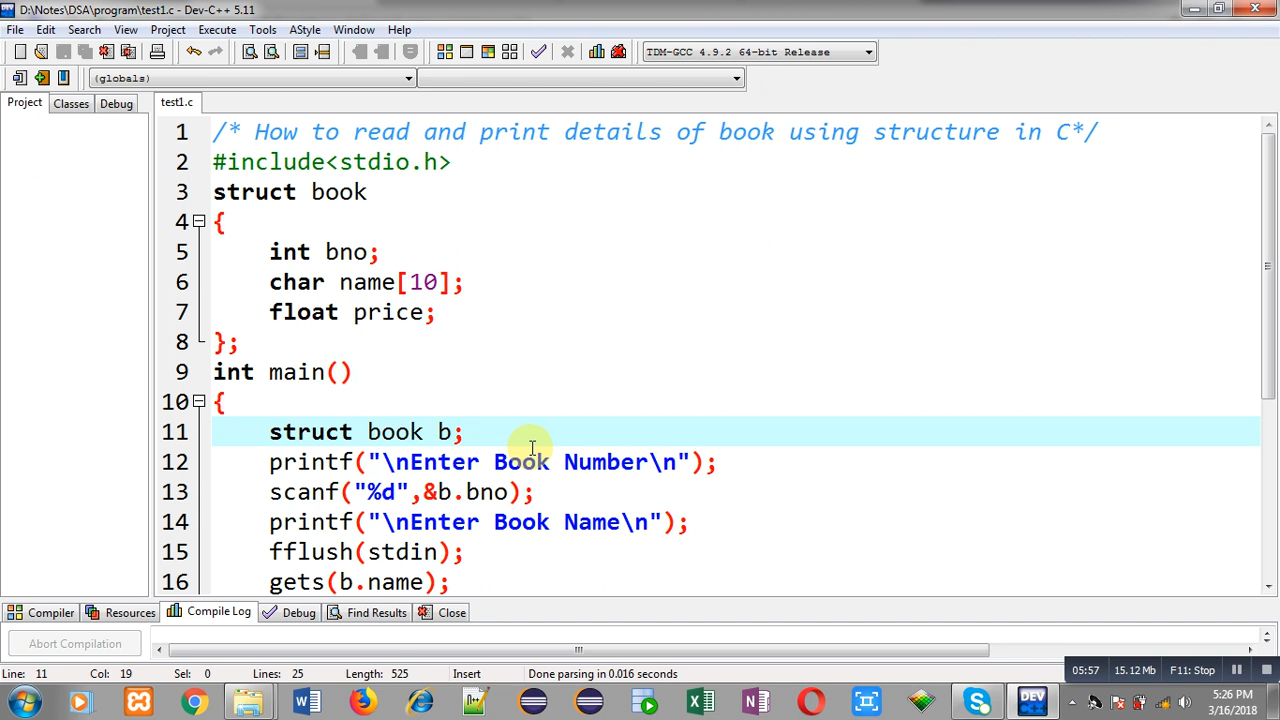 D:\Notes\DSA\program\test1.c - Dev-C++ 5.11
File Edit Search View Project Execute Tools AStyle Window Help
TDM-GCC 4.9.2 64-bit Release
(globals)
Project Classes Debug test1.c
1 /* How to read and print details of book using structure in C*/
2 #include<stdio.h>
3 struct book
4 {
5 int bno;
6 char name[10];
7 float price;
8 };
9 int main()
10 {
11 struct book b;
12 printf("\nEnter Book Number\n");
13 scanf("%d",&b.bno);
14 printf("\nEnter Book Name\n");
15 fflush(stdin);
16 gets(b.name);
Compiler Resources Compile Log Debug Find Results Close
Abort Compilation
Line: 11 Col: 19 Sel: 0 Lines: 25 Length: 525 Insert Done parsing in 0.016 seconds
05:57 15.12 Mb F11: Stop
DEV
5:26 PM
3/16/2018